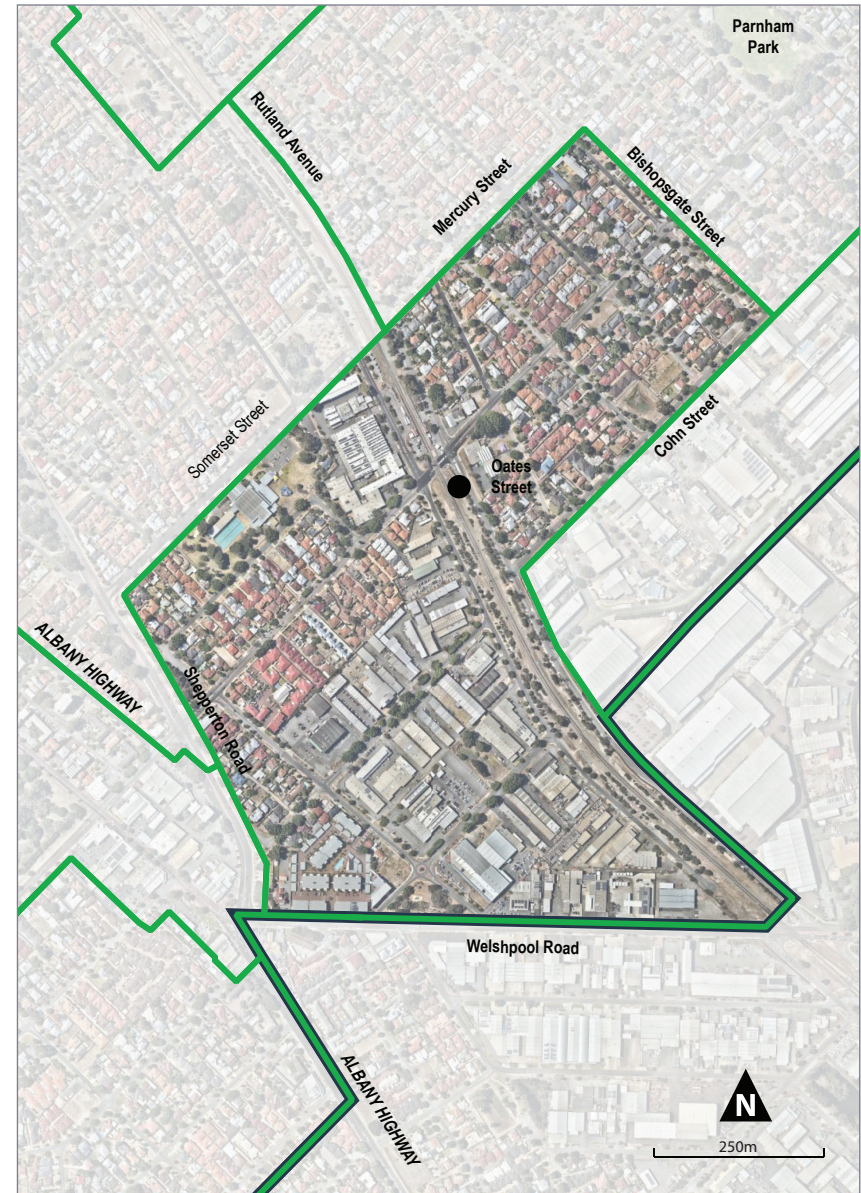 Parnham
Park
Rutland Avenue
Mercury Street
Bishopsgate Street
Somerset Street
Cohn Street
Oates
Street
ALBANY HIGHWAY
Shepperton Road
Welshpool Road
ALBANY HIGHWAY
N
250m